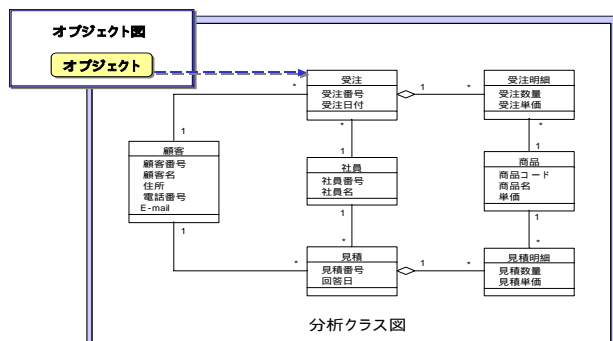 オブジェクト図
オブジェクト
受注
受注番号
受注日付
1
*
受注明細
受注数量
受注単価
*
*
*
1
1
1
顧客
顧客番号
顧客名
住所
電話番号
E-mail
社員
社員番号
社員名
商品
商品コード
商品名
単価
1
1
1
*
*
*
見積
見積番号
回答日
1
*
見積明細
見積数量
見積単価
分析クラス図